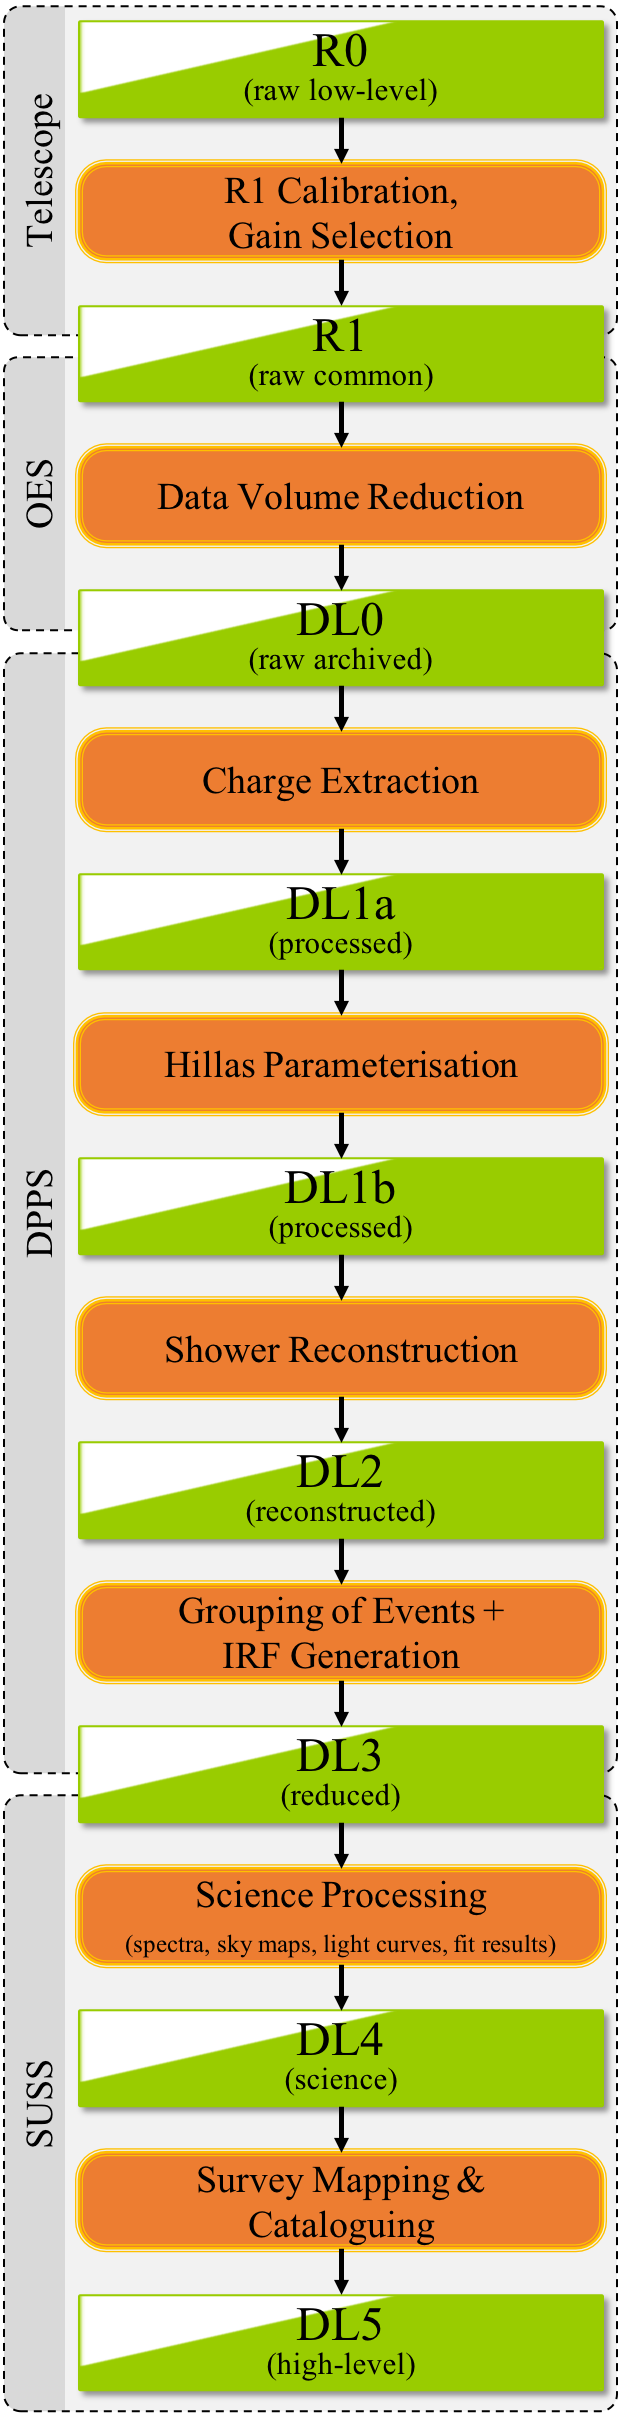 Telescope
R0
(raw low-level)
R1 Calibration,
Gain Selection
R1
(raw common)
OES
Data Volume Reduction
DL0
(raw archived)
DPPS
Charge Extraction
DL1a
(processed)
Hillas Parameterisation
DL1b
(processed)
Shower Reconstruction
DL2
(reconstructed)
Grouping of Events +
IRF Generation
DL3
(reduced)
SUSS
Science Processing
(spectra, sky maps, light curves, fit results)
DL4
(science)
Survey Mapping &
Cataloguing
DL5
(high-level)